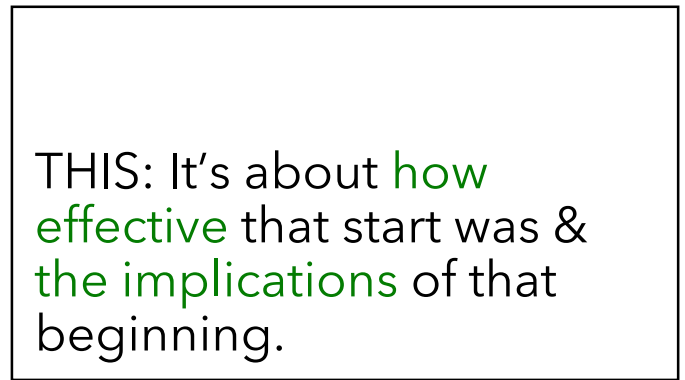 THIS: It’s about how
effective that start was &
the implications of that
beginning.